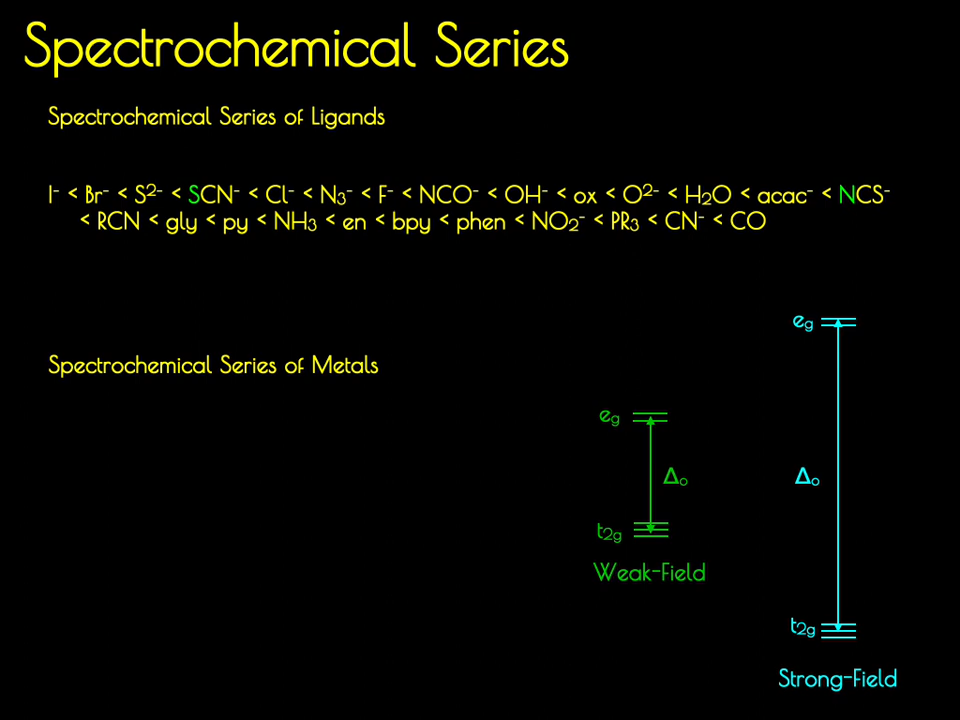 Spectrochemical Series
Spectrochemical Series of Ligands
I⁻ < Br⁻ < S²⁻ < SCN⁻ < Cl⁻ < N₃⁻ < F⁻ < NCO⁻ < OH⁻ < ox < O²⁻ < H₂O < acac⁻ < NCS⁻
< RCN < gly < py < NH₃ < en < bpy < phen < NO₂⁻ < PR₃ < CN⁻ < CO
Spectrochemical Series of Metals
eg
Δo
t2g
Weak-Field
eg
Δo
t2g
Strong-Field